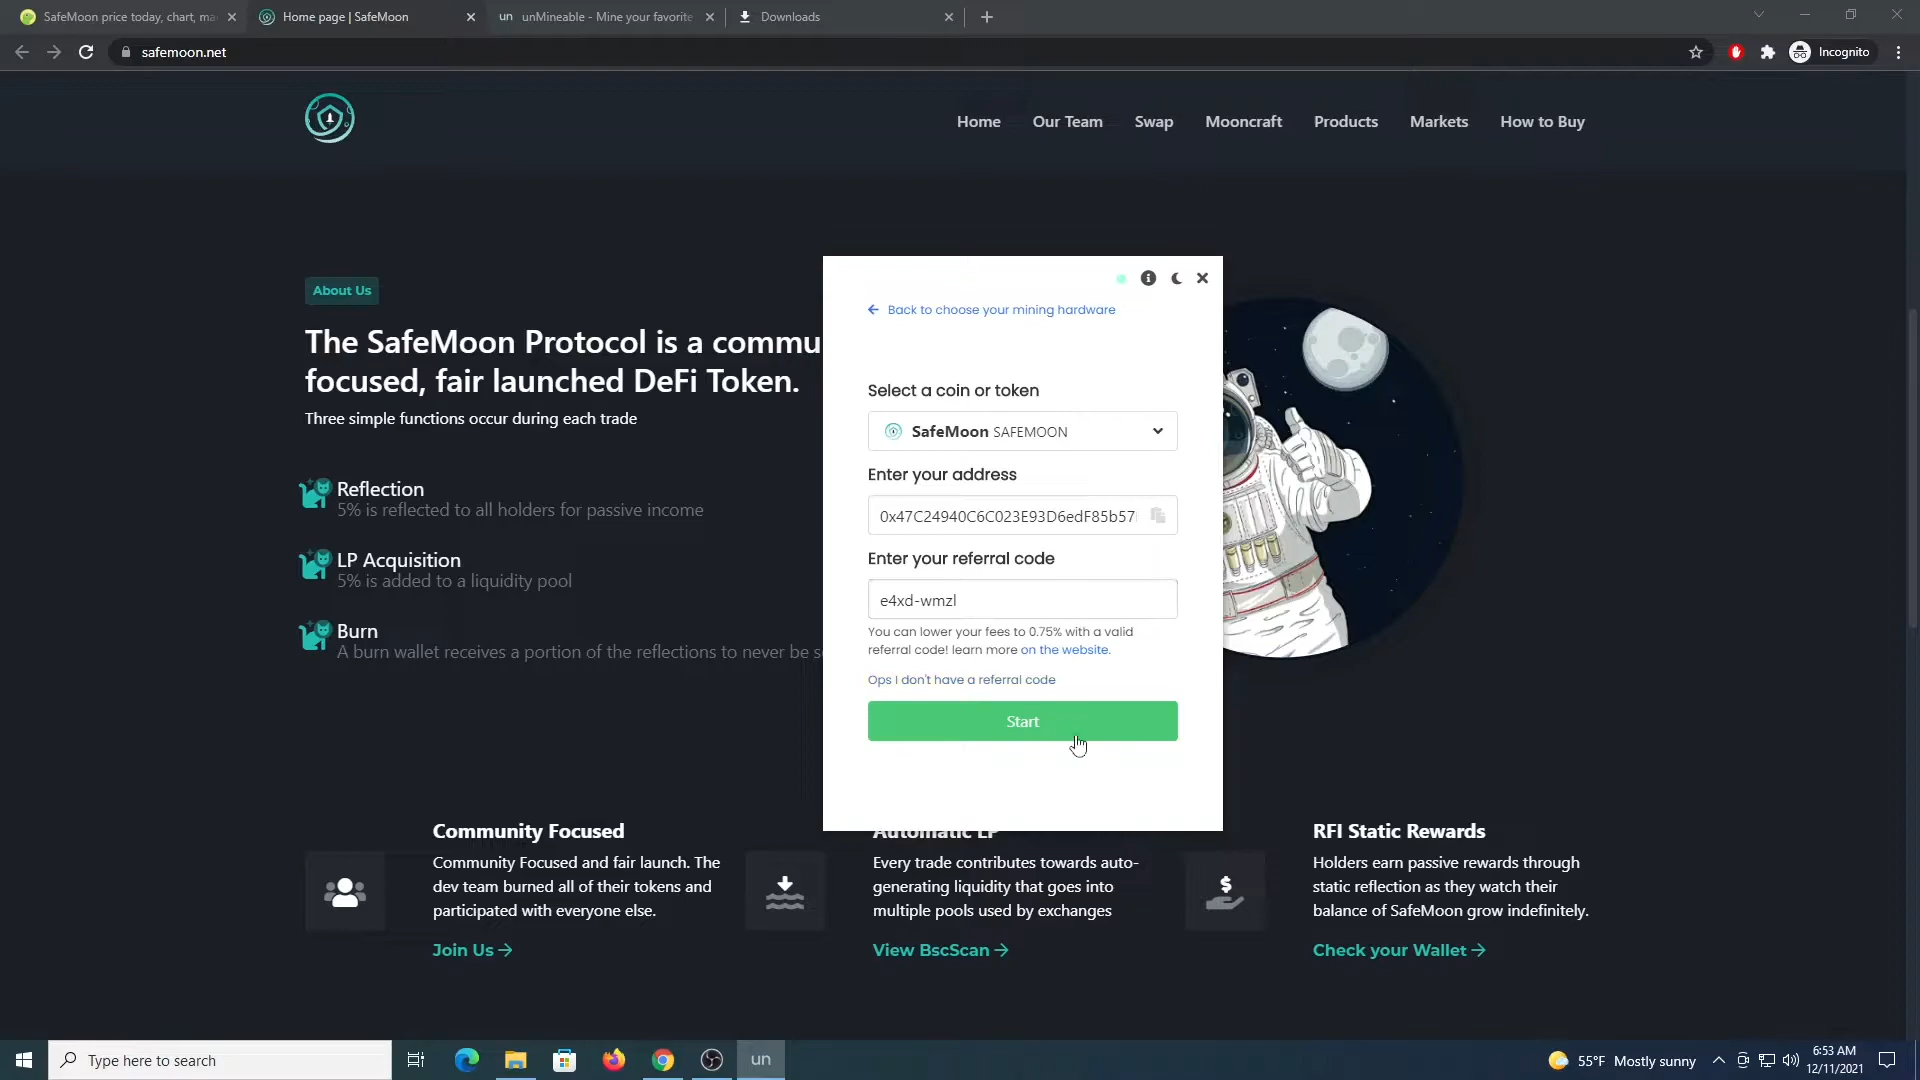 SafeMoon price today, chart, ma
Home page | SafeMoon
un unMineable - Mine your favorite
Downloads
safemoon.net
Incognito
Home
Our Team
Swap
Mooncraft
Products
Markets
How to Buy
About Us
The SafeMoon Protocol is a commu
focused, fair launched DeFi Token.
Three simple functions occur during each trade
Reflection
5% is reflected to all holders for passive income
LP Acquisition
5% is added to a liquidity pool
Burn
A burn wallet receives a portion of the reflections to never be s
Back to choose your mining hardware
Select a coin or token
SafeMoon SAFEMOON
Enter your address
0x47C24940C6C023E93D6edF85b57
Enter your referral code
e4xd-wmzl
You can lower your fees to 0.75% with a valid
referral code! learn more on the website.
Ops I don't have a referral code
Start
Community Focused
Community Focused and fair launch. The
dev team burned all of their tokens and
participated with everyone else.
Join Us
Automatic LP
Every trade contributes towards auto-
generating liquidity that goes into
multiple pools used by exchanges
View BscScan
RFI Static Rewards
Holders earn passive rewards through
static reflection as they watch their
balance of SafeMoon grow indefinitely.
Check your Wallet
Type here to search
un
55°F Mostly sunny
6:53 AM
12/11/2021